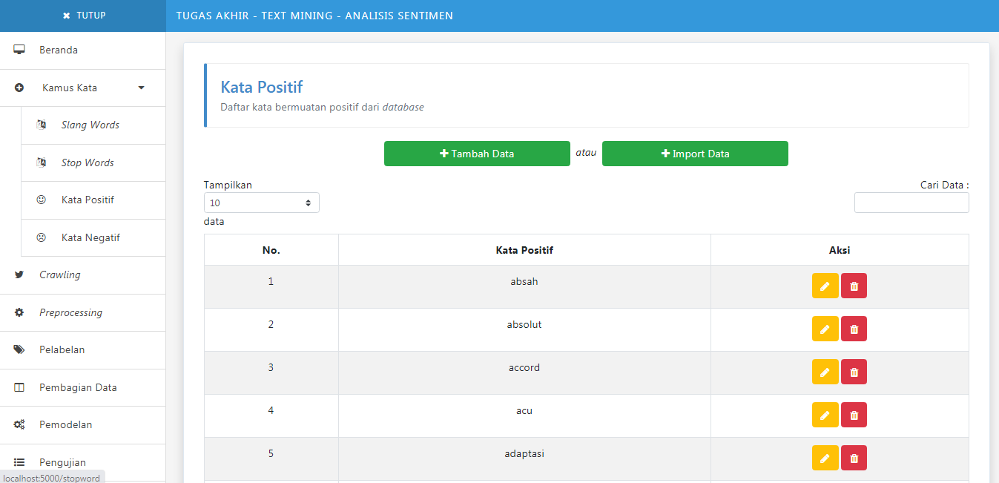 ✖ TUTUP
TUGAS AKHIR - TEXT MINING - ANALISIS SENTIMEN
Beranda
Kamus Kata
Slang Words
Stop Words
Kata Positif
Kata Negatif
Crawling
Preprocessing
Pelabelan
Pembagian Data
Pemodelan
Pengujian
localhost:5000/stopword
Kata Positif
Daftar kata bermuatan positif dari database
Tambah Data atau Import Data
Tampilkan
10
data
Cari Data :
No. Kata Positif Aksi
1 absah
2 absolut
3 accord
4 acu
5 adaptasi